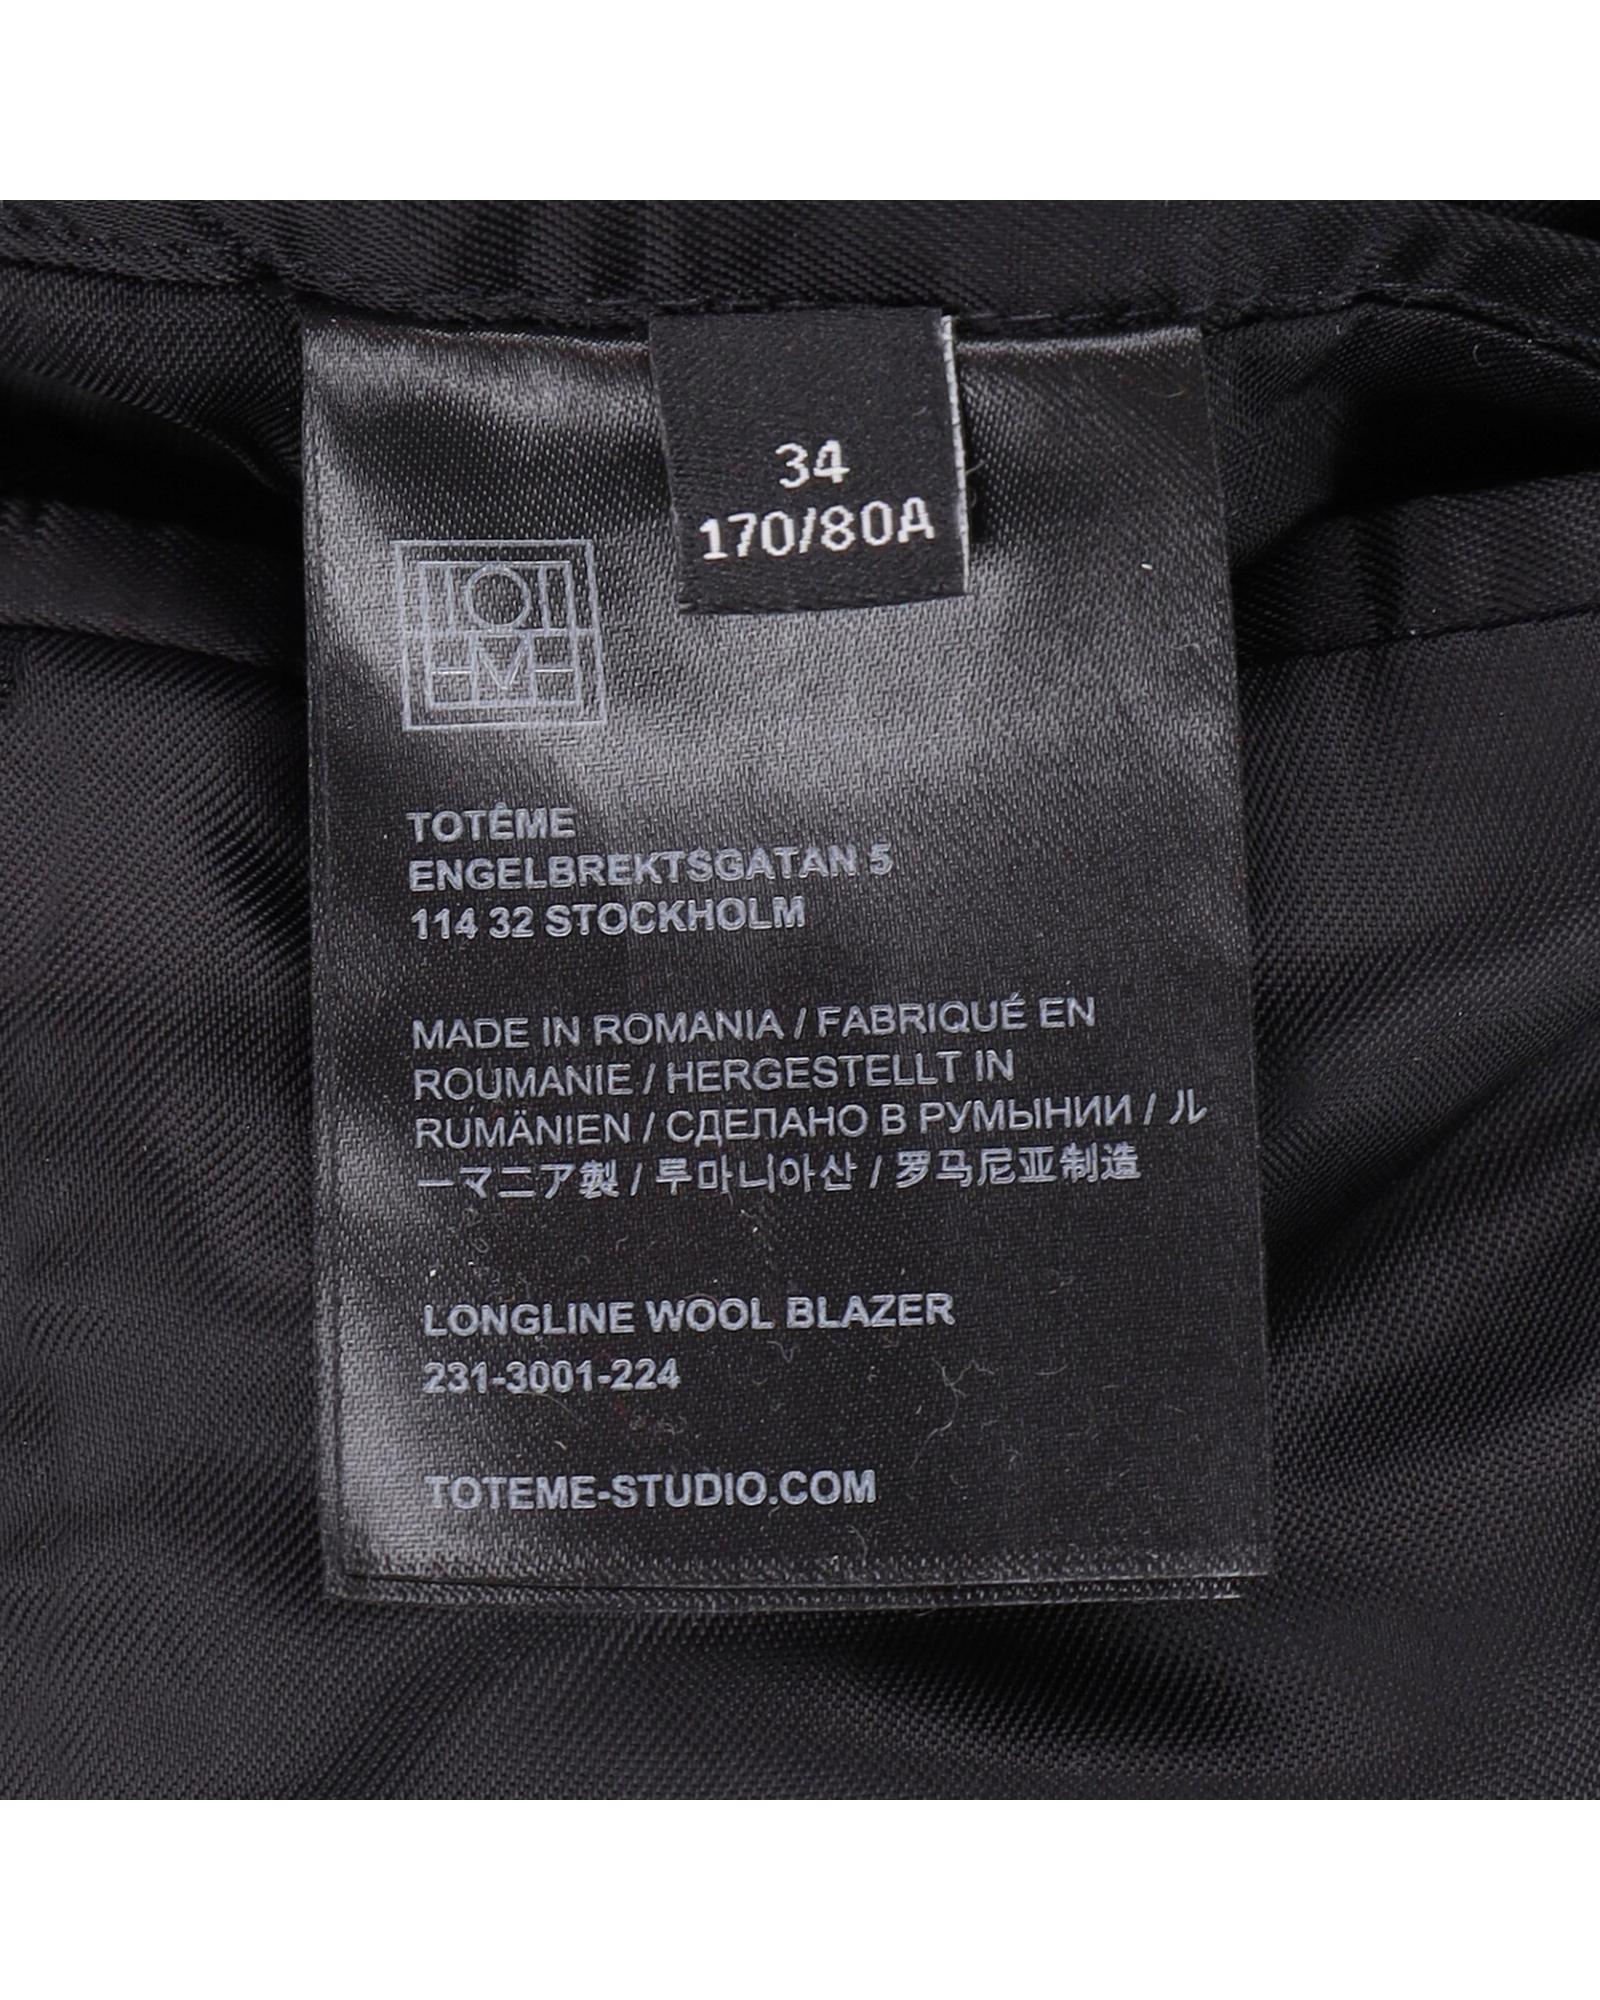 34
170/80A
TOT
EME
TOTÊME
ENGELBREKTSGATAN 5
114 32 STOCKHOLM
MADE IN ROMANIA / FABRIQUÉ EN
ROUMANIE / HERGESTELLT IN
RUMÄNIEN / СДЕЛАНО В РУМЫНИИ / ル
ーマニア製 / 루마니아산 / 罗马尼亚制造
LONGLINE WOOL BLAZER
231-3001-224
TOTEME-STUDIO.COM